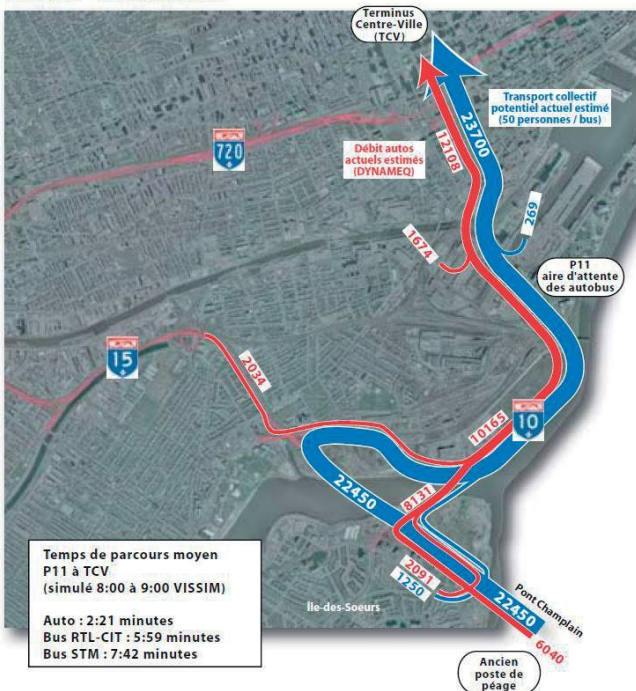 Terminus
Centre-Ville
(TCV)
Transport collectif
potentiel actuel estimé
(50 personnes / bus)
23700
12108
Débit autos
actuels estimés
(DYNAMEQ)
720
269
1674
P11
aire d'attente
des autobus
15
2034
10
10165
22450
8131
2091
1250
Île-des-Soeurs
Pont Champlain
22450
6040
Ancien
poste de
péage
Temps de parcours moyen
P11 à TCV
(simulé 8:00 à 9:00 VISSIM)
Auto : 2:21 minutes
Bus RTL-CIT : 5:59 minutes
Bus STM : 7:42 minutes